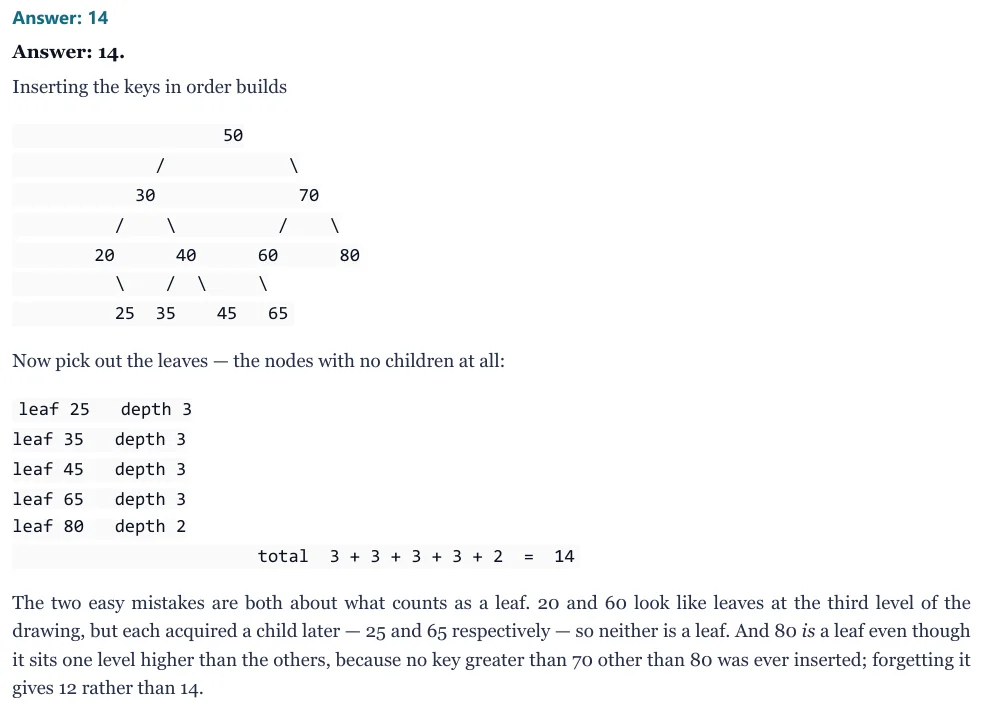 Answer: 14
Answer: 14.
Inserting the keys in order builds
50
/ \
30 70
/ \ / \
20 40 60 80
\ / \ \
25 35 45 65
Now pick out the leaves — the nodes with no children at all:
leaf 25 depth 3
leaf 35 depth 3
leaf 45 depth 3
leaf 65 depth 3
leaf 80 depth 2
total 3 + 3 + 3 + 3 + 2 = 14
The two easy mistakes are both about what counts as a leaf. 20 and 60 look like leaves at the third level of the
drawing, but each acquired a child later — 25 and 65 respectively — so neither is a leaf. And 80 is a leaf even though
it sits one level higher than the others, because no key greater than 70 other than 80 was ever inserted; forgetting it
gives 12 rather than 14.